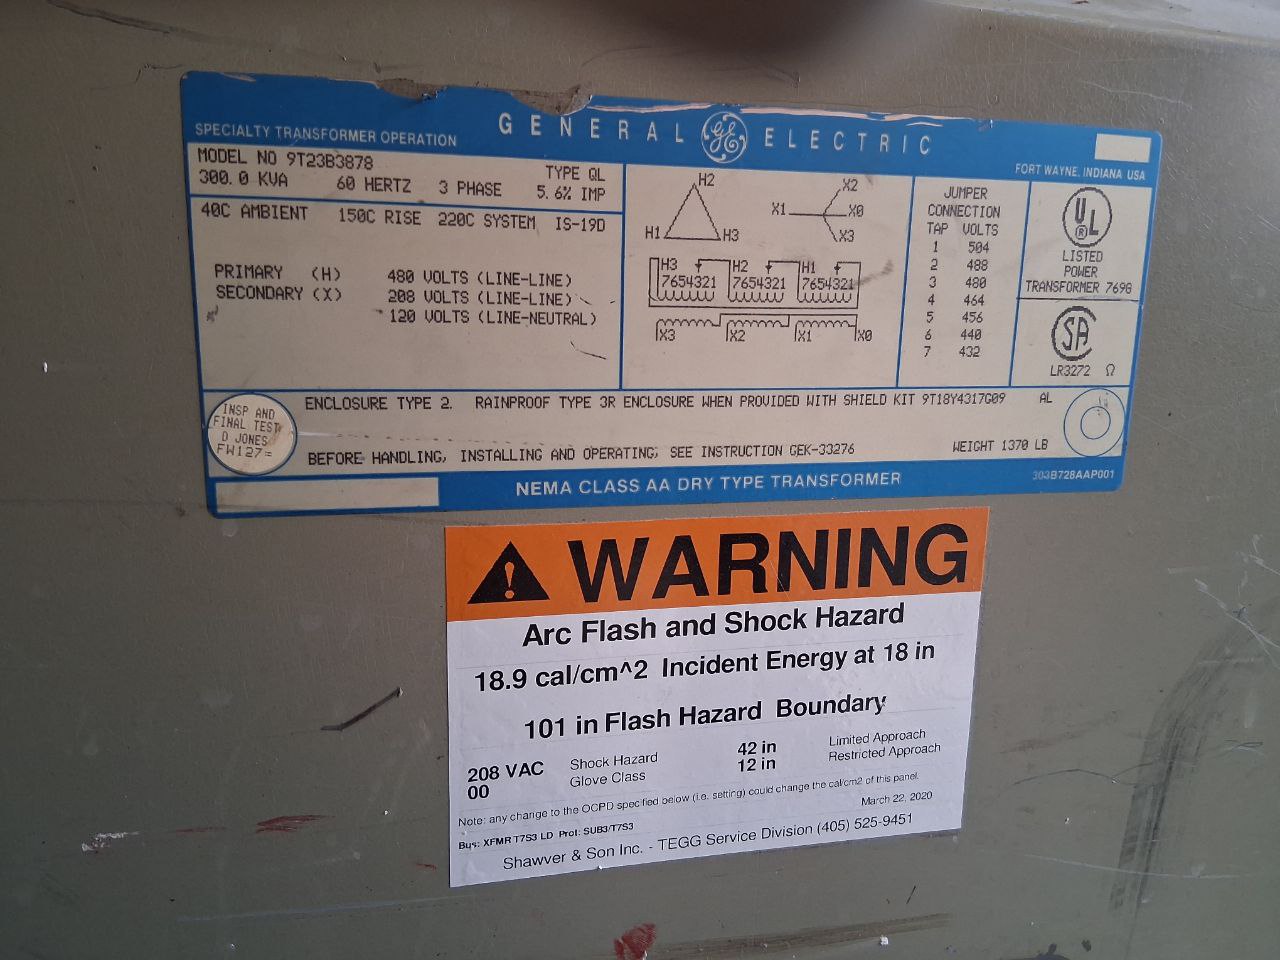 GENERAL GE ELECTRIC
SPECIALTY TRANSFORMER OPERATION
FORT WAYNE, INDIANA USA
MODEL NO 9T23B3878
TYPE QL
300.0 KVA 60 HERTZ 3 PHASE 5.6% IMP
40C AMBIENT 150C RISE 220C SYSTEM IS-19D
PRIMARY (H) 480 VOLTS (LINE-LINE)
SECONDARY (X) 208 VOLTS (LINE-LINE)
120 VOLTS (LINE-NEUTRAL)
H2
H1 H3
X2
X1 X0
X3
H3 H2 H1
7654321 7654321 7654321
X3 X2 X1 X0
JUMPER
CONNECTION
TAP VOLTS
1 504
2 488
3 480
4 464
5 456
6 440
7 432
UL
®
LISTED
POWER
TRANSFORMER 769G
SA
LR3272 Ω
INSP AND
FINAL TEST
D JONES
FW127=
ENCLOSURE TYPE 2. RAINPROOF TYPE 3R ENCLOSURE WHEN PROVIDED WITH SHIELD KIT 9T18Y4317G09 AL
BEFORE HANDLING, INSTALLING AND OPERATING; SEE INSTRUCTION GEK-33276 WEIGHT 1370 LB
NEMA CLASS AA DRY TYPE TRANSFORMER
303B728AAP001
WARNING
Arc Flash and Shock Hazard
18.9 cal/cm^2 Incident Energy at 18 in
101 in Flash Hazard Boundary
208 VAC Shock Hazard 42 in Limited Approach
00 Glove Class 12 in Restricted Approach
Note: any change to the OCPD specified below (i.e. setting) could change the cal/cm2 of this panel.
March 22, 2020
Bus: XFMR T7S3 LD Prot: SUB3/T7S3
Shawver & Son Inc. - TEGG Service Division (405) 525-9451